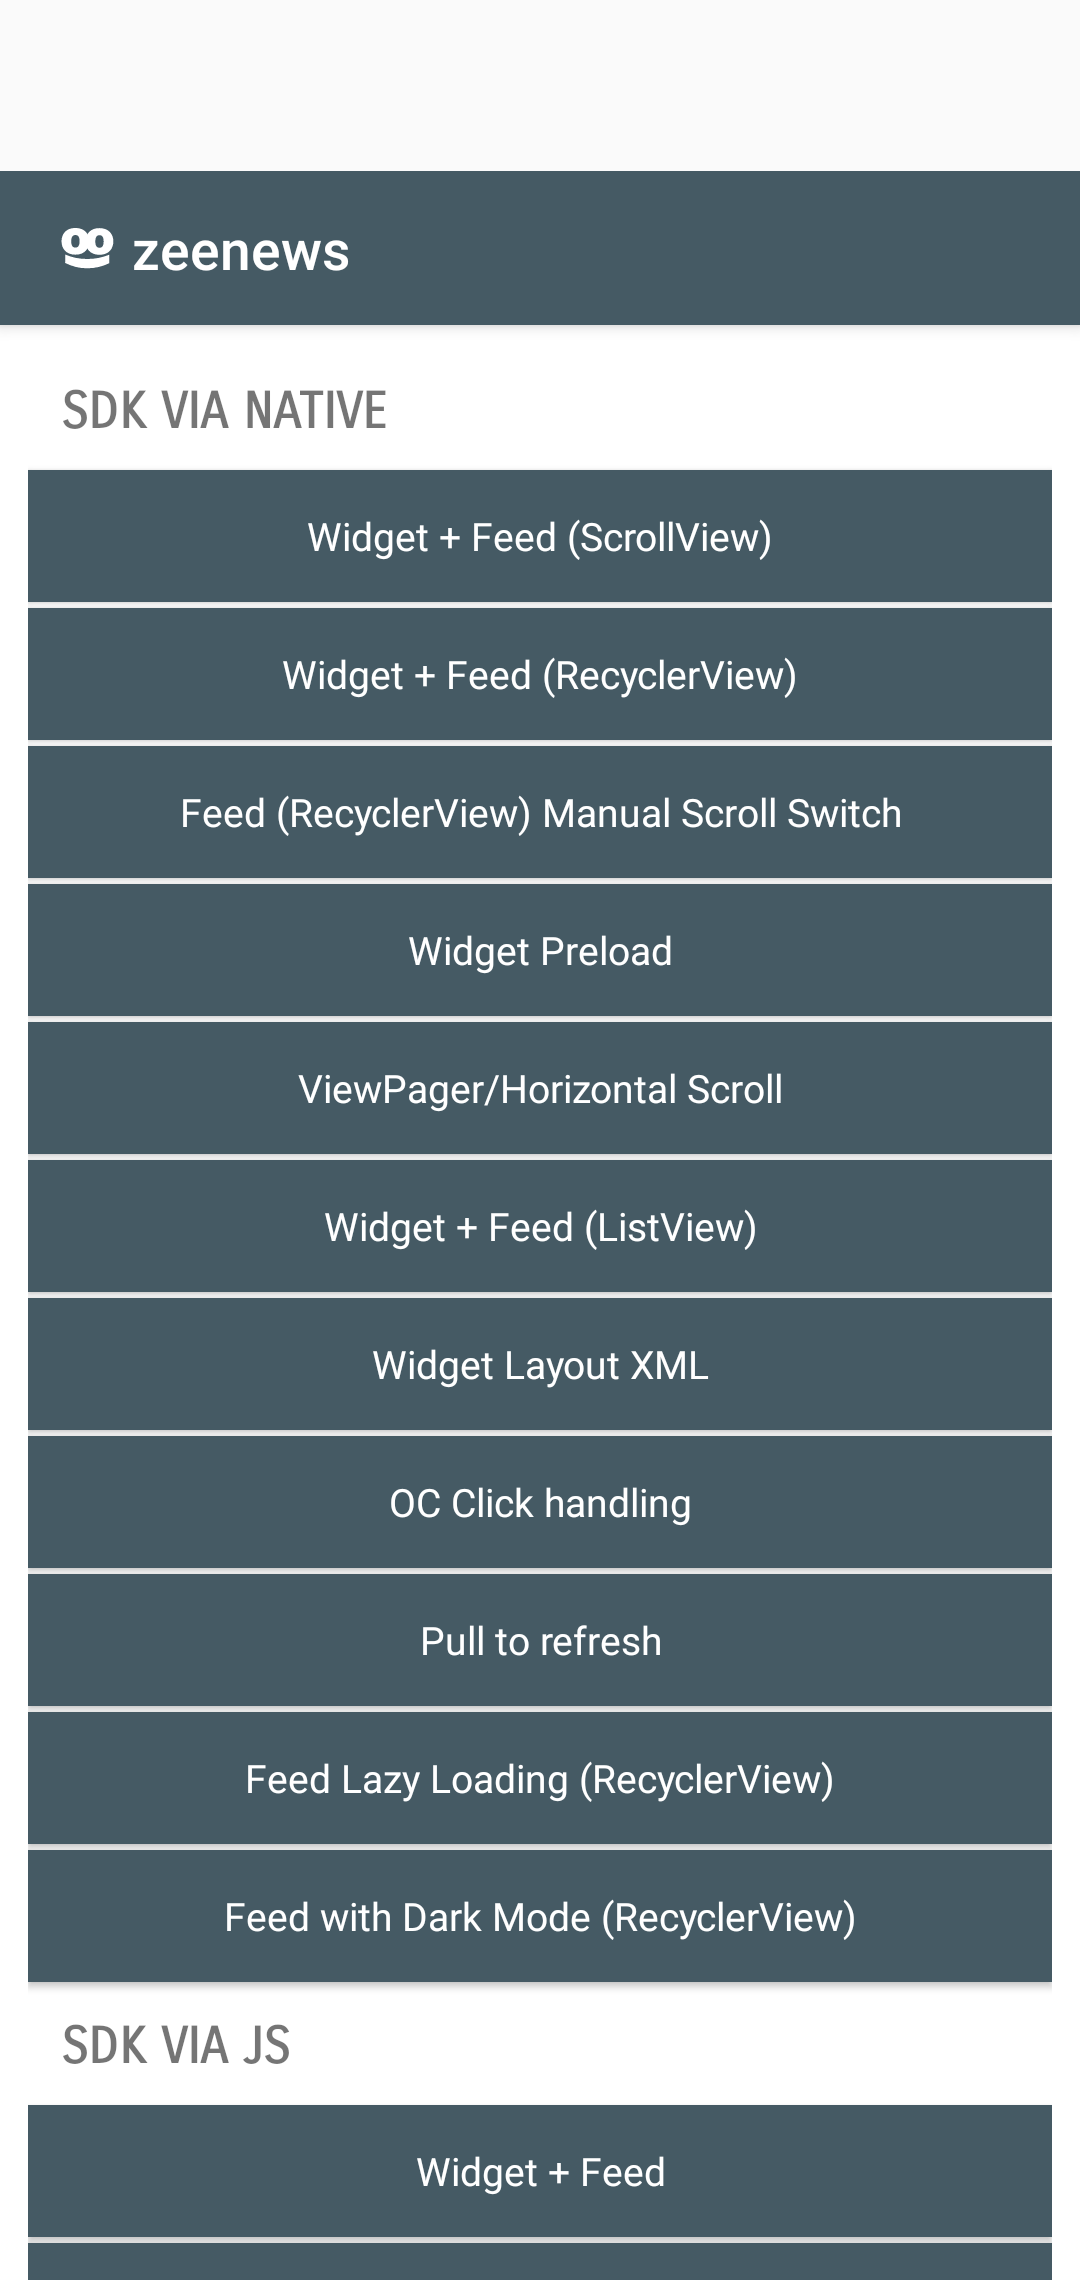 zeenews
SDK VIA NATIVE
Widget + Feed (ScrollView)
Widget + Feed (RecyclerView)
Feed (RecyclerView) Manual Scroll Switch
Widget Preload
ViewPager/Horizontal Scroll
Widget + Feed (ListView)
Widget Layout XML
OC Click handling
Pull to refresh
Feed Lazy Loading (RecyclerView)
Feed with Dark Mode (RecyclerView)
SDK VIA JS
Widget + Feed